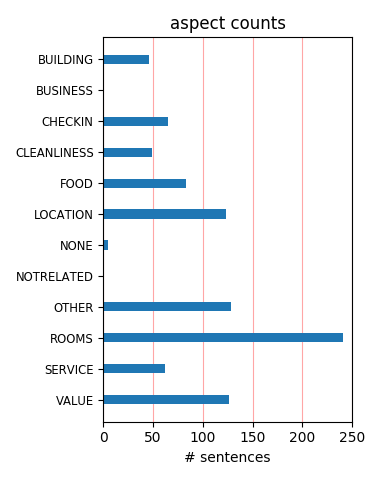 aspect counts
BUILDING
BUSINESS
CHECKIN
CLEANLINESS
FOOD
LOCATION
NONE
NOTRELATED
OTHER
ROOMS
SERVICE
VALUE
0 50 100 150 200 250
# sentences